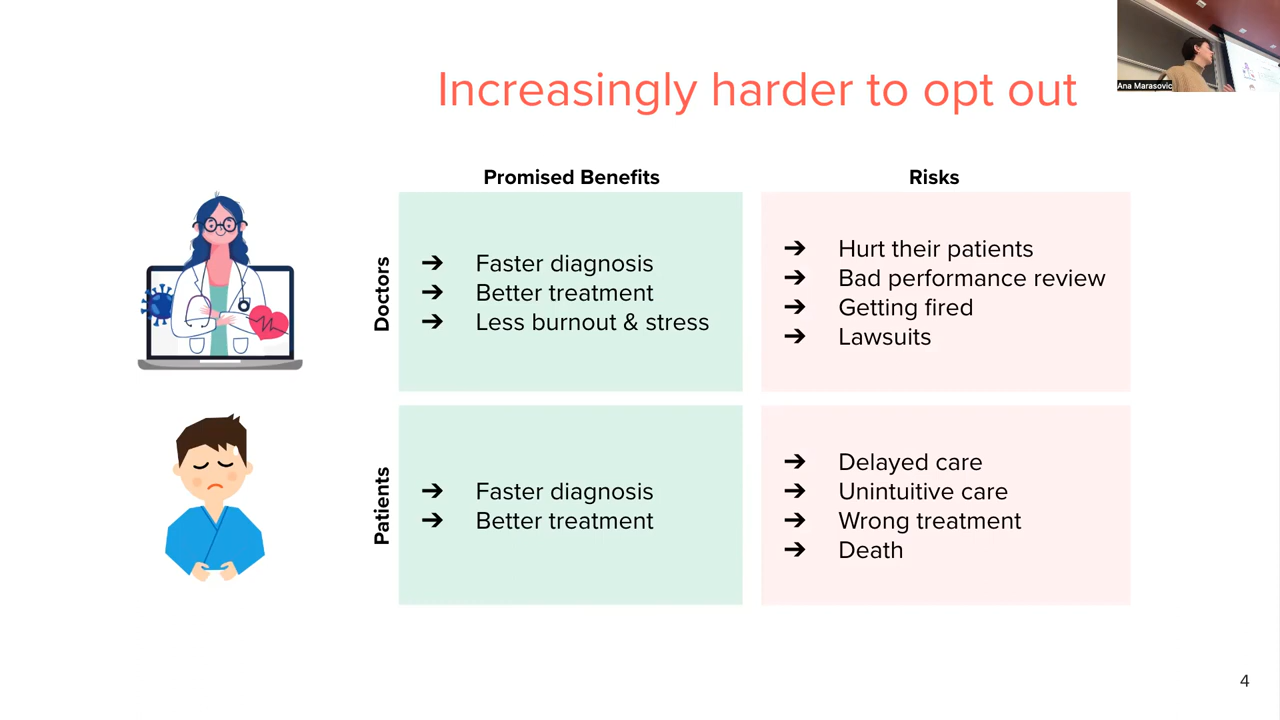 Increasingly harder to opt out
Ana Marasovic
Promised Benefits
Risks
Doctors
➔ Faster diagnosis
➔ Better treatment
➔ Less burnout & stress
➔ Hurt their patients
➔ Bad performance review
➔ Getting fired
➔ Lawsuits
Patients
➔ Faster diagnosis
➔ Better treatment
➔ Delayed care
➔ Unintuitive care
➔ Wrong treatment
➔ Death
4